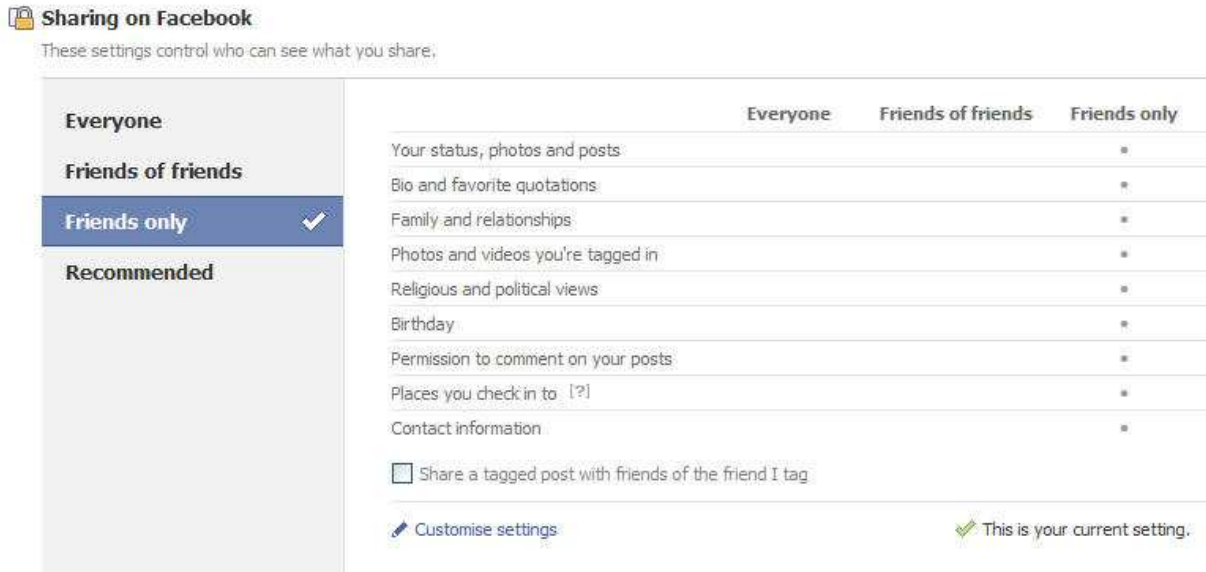 Sharing on Facebook
These settings control who can see what you share.
Everyone
Friends of friends
Friends only
Recommended
Everyone Friends of friends Friends only
Your status, photos and posts
Bio and favorite quotations
Family and relationships
Photos and videos you're tagged in
Religious and political views
Birthday
Permission to comment on your posts
Places you check in to [?]
Contact information
Share a tagged post with friends of the friend I tag
Customise settings
This is your current setting.